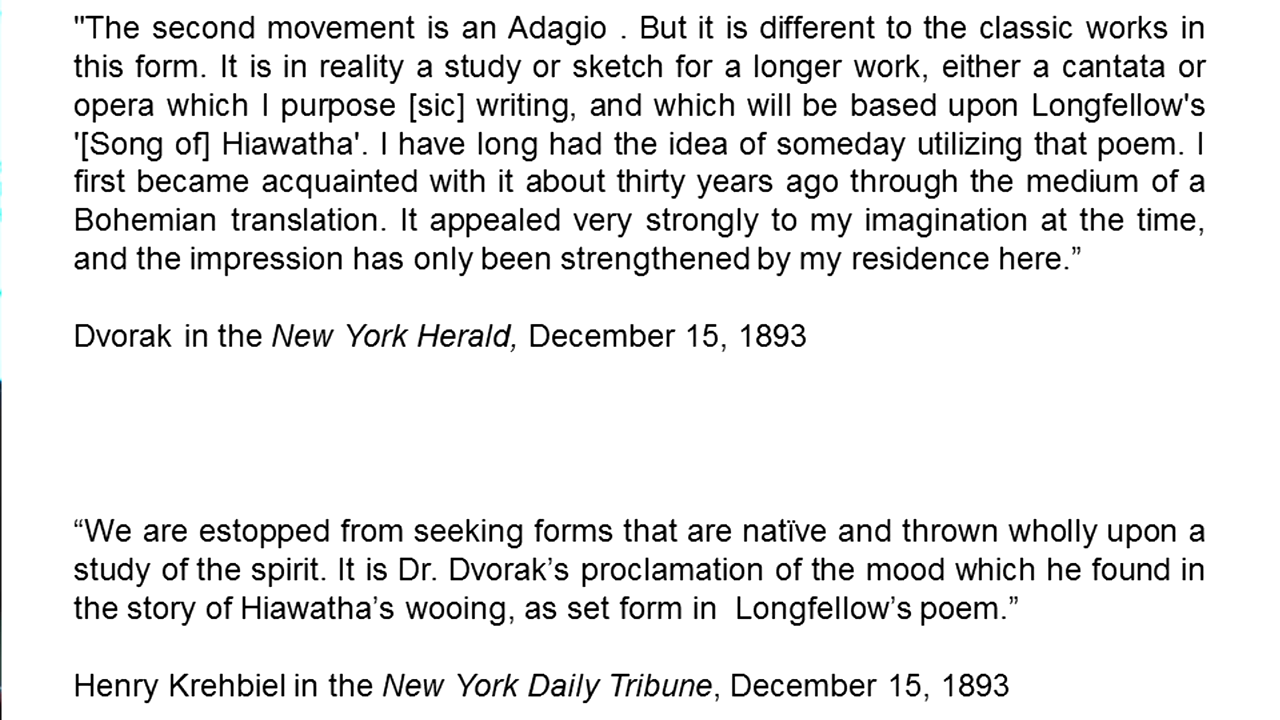 "The second movement is an Adagio . But it is different to the classic works in
this form. It is in reality a study or sketch for a longer work, either a cantata or
opera which I purpose [sic] writing, and which will be based upon Longfellow's
'[Song of] Hiawatha'. I have long had the idea of someday utilizing that poem. I
first became acquainted with it about thirty years ago through the medium of a
Bohemian translation. It appealed very strongly to my imagination at the time,
and the impression has only been strengthened by my residence here.”
Dvorak in the New York Herald, December 15, 1893
“We are estopped from seeking forms that are natïve and thrown wholly upon a
study of the spirit. It is Dr. Dvorak’s proclamation of the mood which he found in
the story of Hiawatha’s wooing, as set form in Longfellow’s poem.”
Henry Krehbiel in the New York Daily Tribune, December 15, 1893